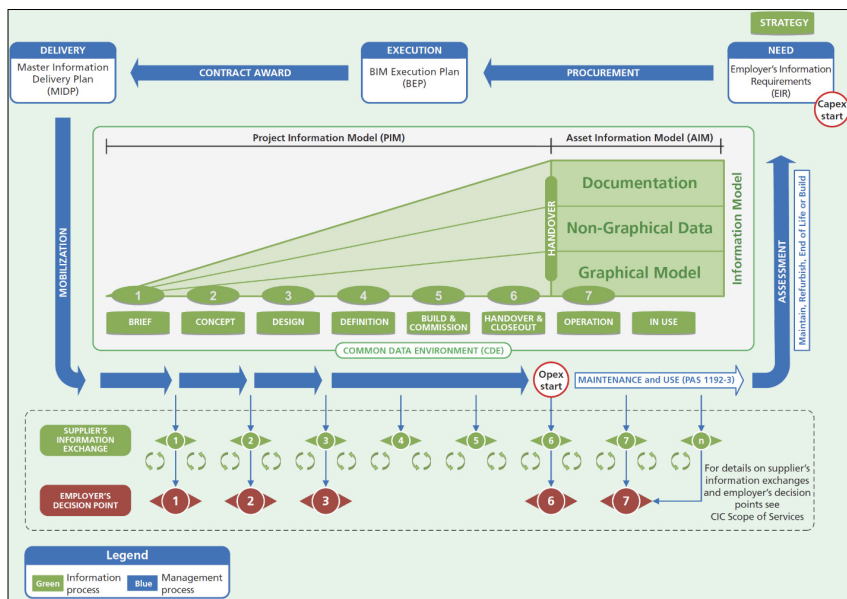 STRATEGY
DELIVERY
Master Information
Delivery Plan
(MIDP)
CONTRACT AWARD
EXECUTION
BIM Execution Plan
(BEP)
PROCUREMENT
NEED
Employer's Information
Requirements
(EIR)
Capex
start
Project Information Model (PIM)
Asset Information Model (AIM)
MOBILIZATION
HANDOVER
Documentation
Non-Graphical Data
Graphical Model
Information Model
ASSESSMENT
Maintain, Refurbish, End of Life or Build
1 2 3 4 5 6 7
BRIEF
CONCEPT
DESIGN
DEFINITION
BUILD &
COMMISSION
HANDOVER &
CLOSEOUT
OPERATION
IN USE
COMMON DATA ENVIRONMENT (CDE)
Opex
start
MAINTENANCE and USE (PAS 1192-3)
SUPPLIER'S
INFORMATION
EXCHANGE
1 2 3 4 5 6 7 n
EMPLOYER'S
DECISION POINT
1 2 3 6 7
For details on supplier's
information exchanges
and employer's decision
points see
CIC Scope of Services
Legend
Green Information
process
Blue Management
process